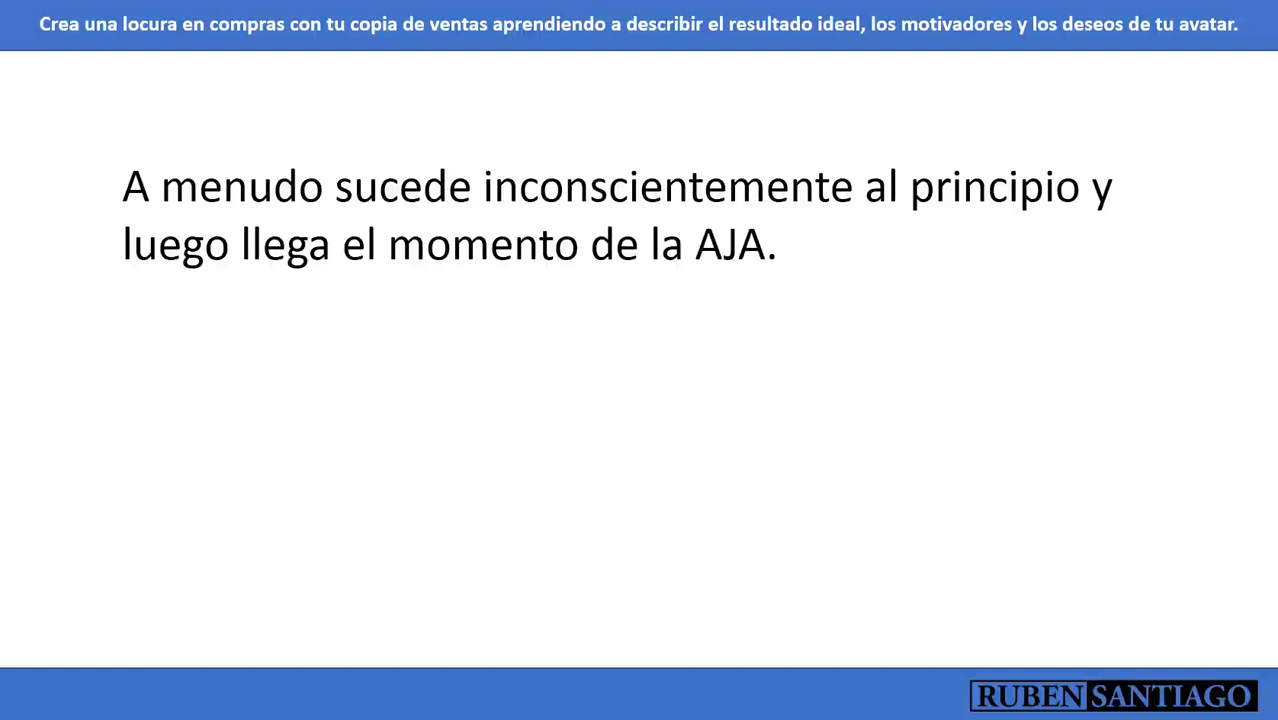 Crea una locura en compras con tu copia de ventas aprendiendo a describir el resultado ideal, los motivadores y los deseos de tu avatar.
A menudo sucede inconscientemente al principio y
luego llega el momento de la AJA.
RUBEN SANTIAGO